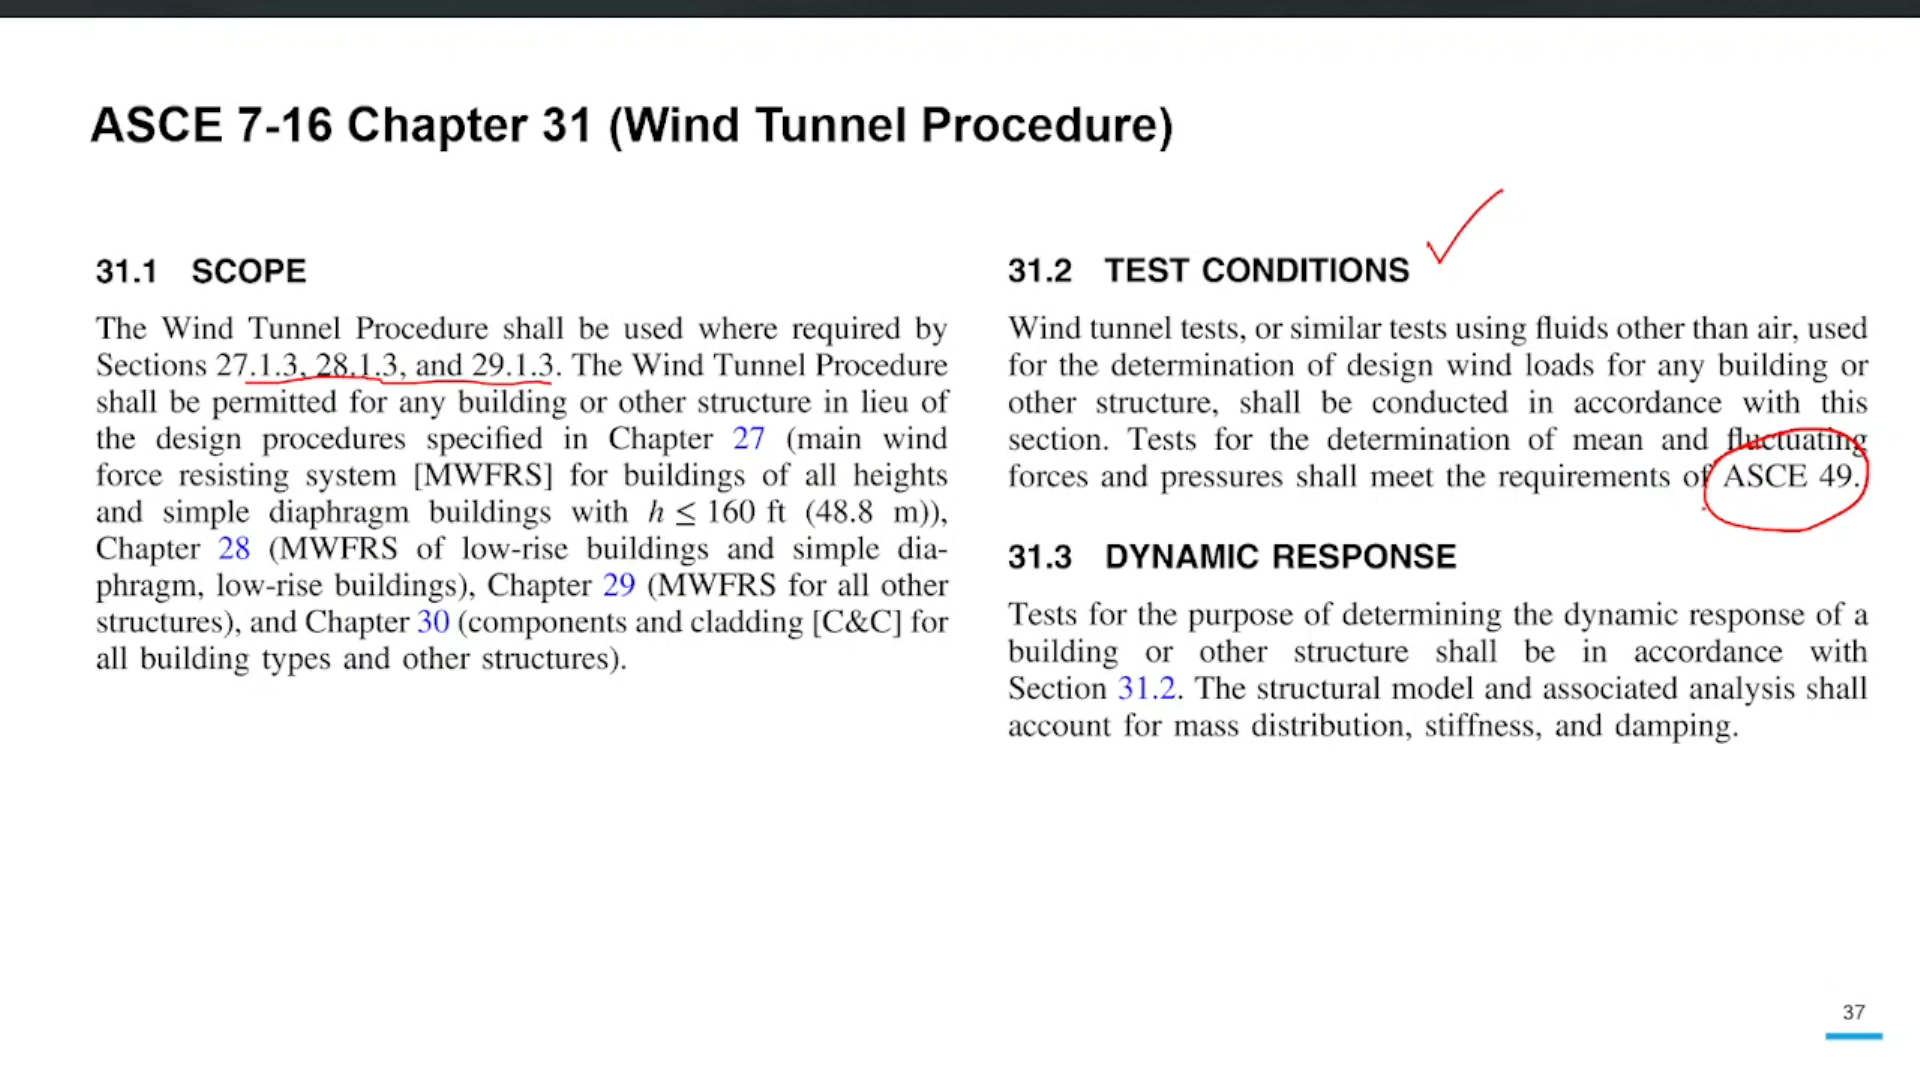 ASCE 7-16 Chapter 31 (Wind Tunnel Procedure)
31.1 SCOPE
The Wind Tunnel Procedure shall be used where required by
Sections 27.1.3, 28.1.3, and 29.1.3. The Wind Tunnel Procedure
shall be permitted for any building or other structure in lieu of
the design procedures specified in Chapter 27 (main wind
force resisting system [MWFRS] for buildings of all heights
and simple diaphragm buildings with h ≤ 160 ft (48.8 m)),
Chapter 28 (MWFRS of low-rise buildings and simple dia-
phragm, low-rise buildings), Chapter 29 (MWFRS for all other
structures), and Chapter 30 (components and cladding [C&C] for
all building types and other structures).
31.2 TEST CONDITIONS
Wind tunnel tests, or similar tests using fluids other than air, used
for the determination of design wind loads for any building or
other structure, shall be conducted in accordance with this
section. Tests for the determination of mean and fluctuating
forces and pressures shall meet the requirements of ASCE 49.
31.3 DYNAMIC RESPONSE
Tests for the purpose of determining the dynamic response of a
building or other structure shall be in accordance with
Section 31.2. The structural model and associated analysis shall
account for mass distribution, stiffness, and damping.
37